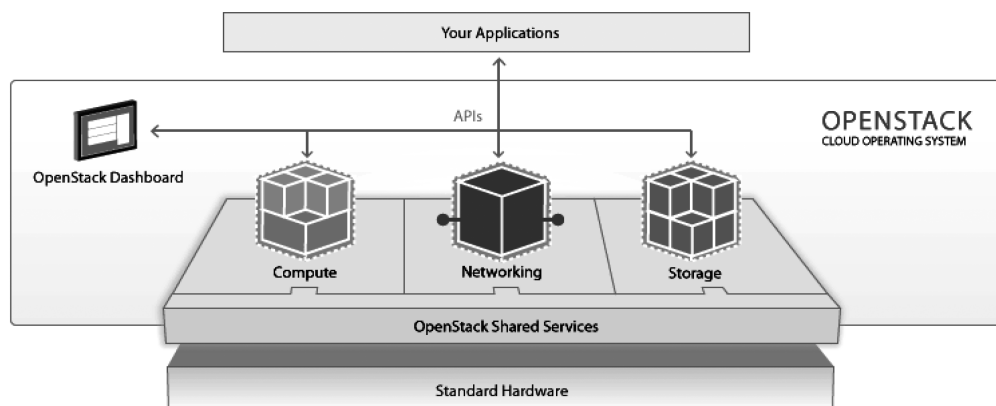 Your Applications
APIs
OPENSTACK
CLOUD OPERATING SYSTEM
OpenStack Dashboard
Compute
Networking
Storage
OpenStack Shared Services
Standard Hardware